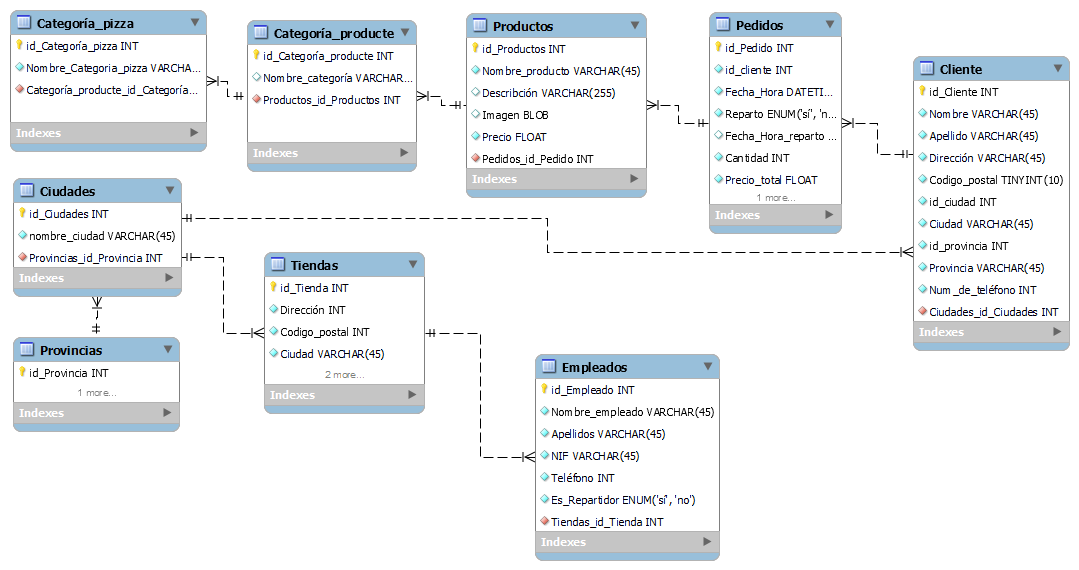 Categoría_pizza
id_Categoría_pizza INT
Nombre_Categoria_pizza VARCHA...
Categoría_producte_id_Categoría...
Indexes
Categoría_producte
id_Categoría_producte INT
Nombre_categoría VARCHAR...
Productos_id_Productos INT
Indexes
Productos
id_Productos INT
Nombre_producto VARCHAR(45)
Describción VARCHAR(255)
Imagen BLOB
Precio FLOAT
Pedidos_id_Pedido INT
Indexes
Pedidos
id_Pedido INT
id_cliente INT
Fecha_Hora DATETI...
Reparto ENUM('sí', 'n...
Fecha_Hora_reparto ...
Cantidad INT
Precio_total FLOAT
1 more...
Indexes
Cliente
id_Cliente INT
Nombre VARCHAR(45)
Apellido VARCHAR(45)
Dirección VARCHAR(45)
Codigo_postal TINYINT(10)
id_ciudad INT
Ciudad VARCHAR(45)
id_provincia INT
Provincia VARCHAR(45)
Num_de_teléfono INT
Ciudades_id_Ciudades INT
Indexes
Ciudades
id_Ciudades INT
nombre_ciudad VARCHAR(45)
Provincias_id_Provincia INT
Indexes
Provincias
id_Provincia INT
1 more...
Indexes
Tiendas
id_Tienda INT
Dirección INT
Codigo_postal INT
Ciudad VARCHAR(45)
2 more...
Indexes
Empleados
id_Empleado INT
Nombre_empleado VARCHAR(45)
Apellidos VARCHAR(45)
NIF VARCHAR(45)
Teléfono INT
Es_Repartidor ENUM('sí', 'no')
Tiendas_id_Tienda INT
Indexes